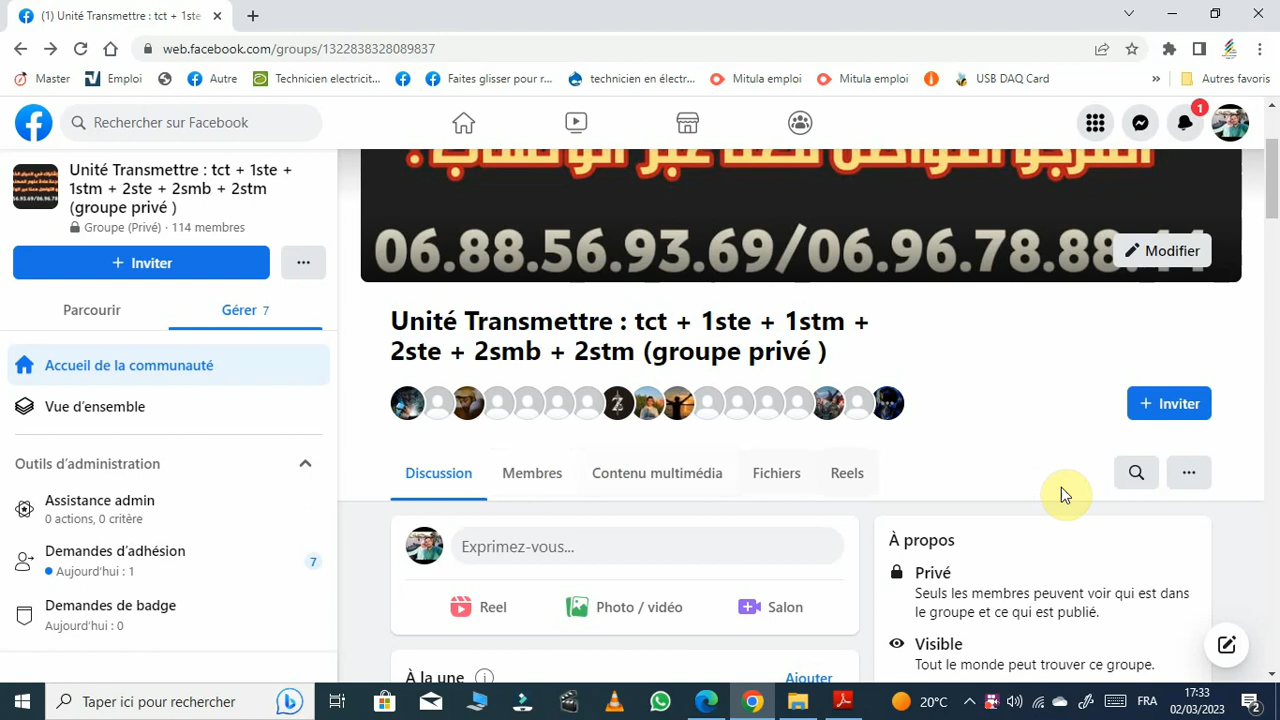 (1) Unité Transmettre : tct + 1ste
web.facebook.com/groups/1322838328089837
Master
Emploi
Autre
Technicien electricit...
Faites glisser pour r...
technicien en électr...
Mitula emploi
Mitula emploi
USB DAQ Card
»
Autres favoris
Rechercher sur Facebook
1
Unité Transmettre : tct + 1ste +
1stm + 2ste + 2smb + 2stm
(groupe privé )
Groupe (Privé) · 114 membres
+ Inviter
...
Parcourir
Gérer 7
Accueil de la communauté
Vue d'ensemble
Outils d'administration
Assistance admin
0 actions, 0 critère
Demandes d'adhésion
Aujourd'hui : 1
7
Demandes de badge
Aujourd'hui : 0
المرجو التواصل معنا عبر الواتساب :
06.88.56.93.69/06.96.78.88.
Modifier
Unité Transmettre : tct + 1ste + 1stm +
2ste + 2smb + 2stm (groupe privé )
Z
+ Inviter
Discussion
Membres
Contenu multimédia
Fichiers
Reels
...
Exprimez-vous...
Reel
Photo / vidéo
Salon
À la une
Ajouter
À propos
Privé
Seuls les membres peuvent voir qui est dans
le groupe et ce qui est publié.
Visible
Tout le monde peut trouver ce groupe.
Taper ici pour rechercher
20°C
FRA
17:33
02/03/2023
2